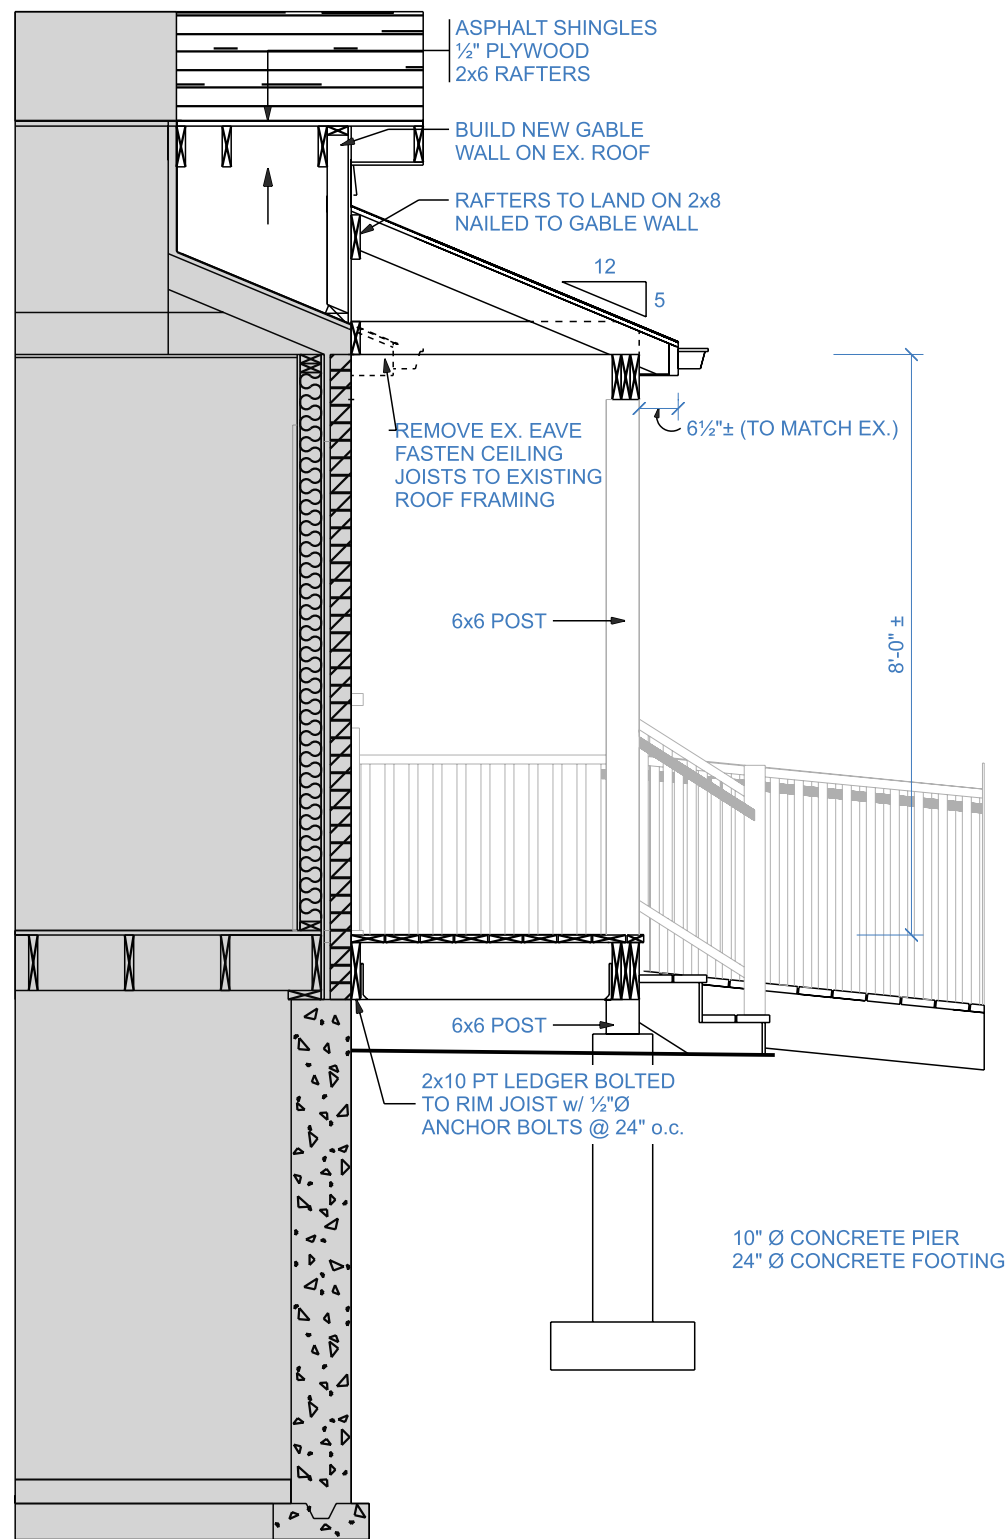 ASPHALT SHINGLES
½" PLYWOOD
2x6 RAFTERS
BUILD NEW GABLE
WALL ON EX. ROOF
RAFTERS TO LAND ON 2x8
NAILED TO GABLE WALL
12
5
6½"± (TO MATCH EX.)
REMOVE EX. EAVE
FASTEN CEILING
JOISTS TO EXISTING
ROOF FRAMING
6x6 POST
8'-0" ±
6x6 POST
2x10 PT LEDGER BOLTED
TO RIM JOIST w/ ½"Ø
ANCHOR BOLTS @ 24" o.c.
10" Ø CONCRETE PIER
24" Ø CONCRETE FOOTING